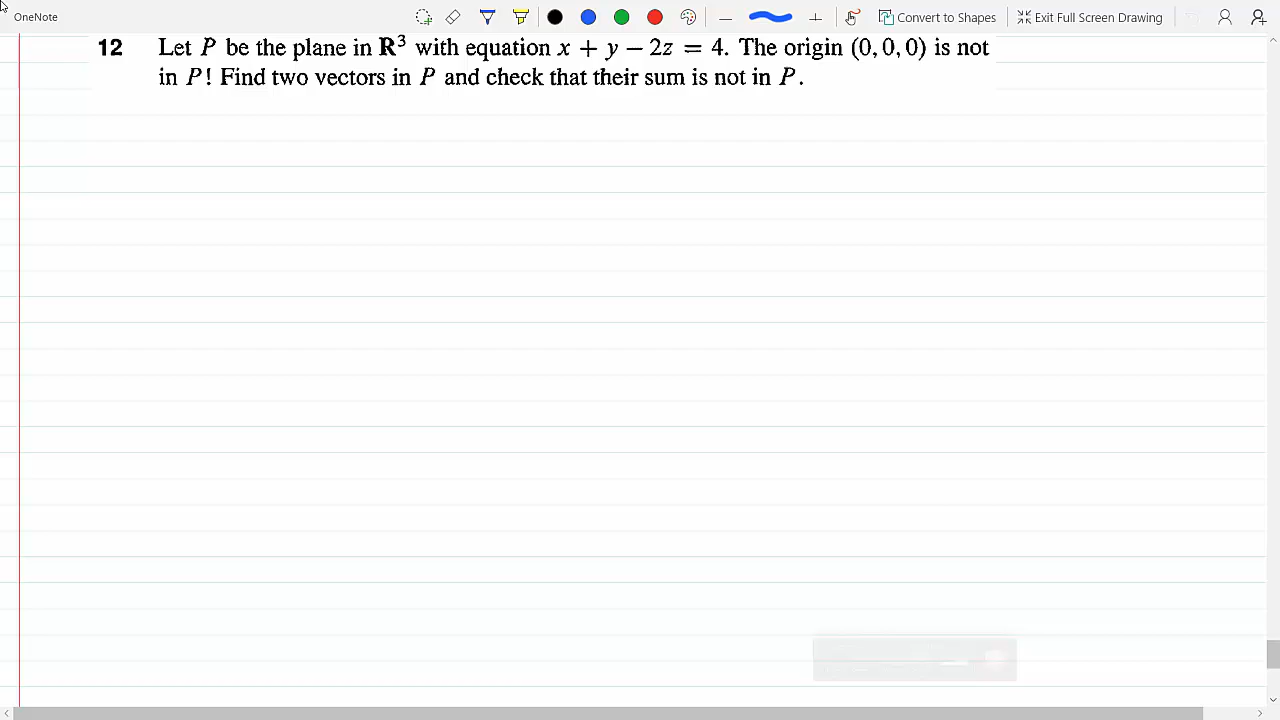 OneNote
Convert to Shapes
Exit Full Screen Drawing
12 Let P be the plane in R³ with equation x + y − 2z = 4. The origin (0, 0, 0) is not
in P! Find two vectors in P and check that their sum is not in P.